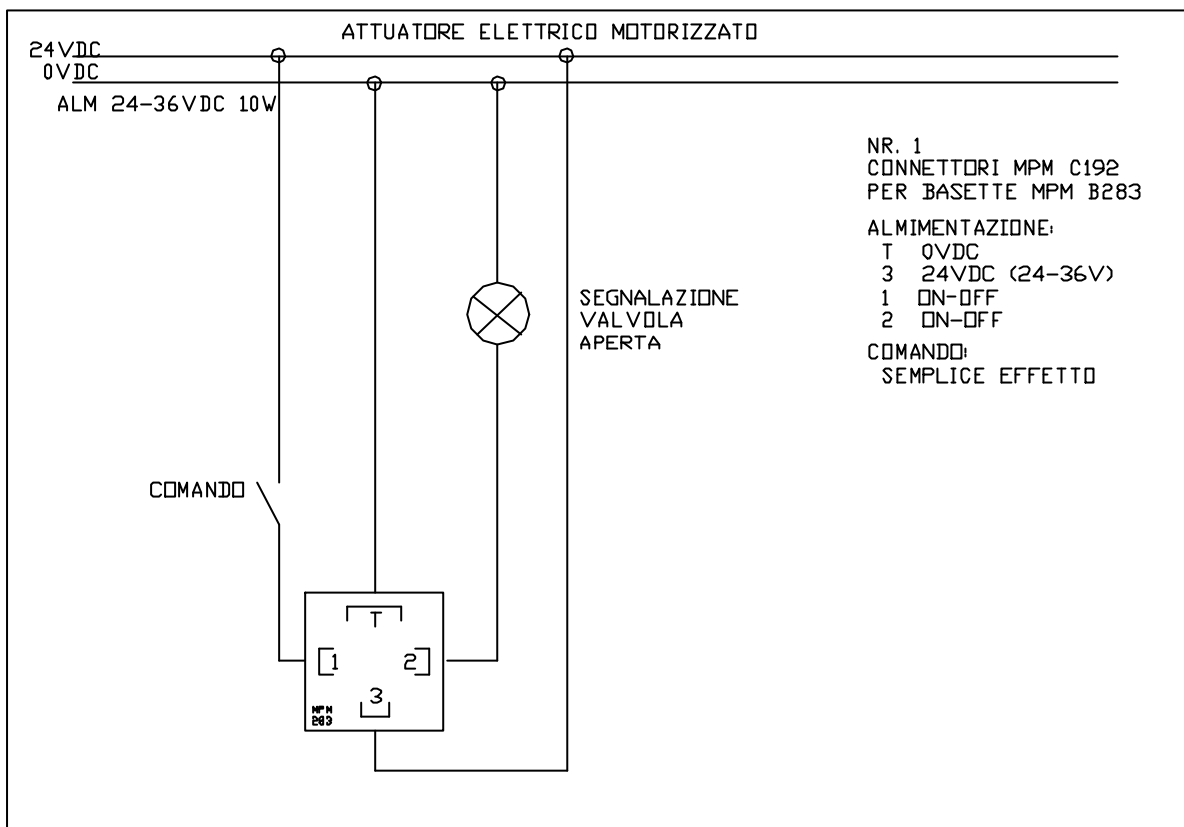 ATTUATORE ELETTRICO MOTORIZZATO
24VDC
0VDC
ALM 24-36VDC 10W
NR. 1
CONNETTORI MPM C192
PER BASETTE MPM B283
ALMIMENTAZIONE:
T 0VDC
3 24VDC (24-36V)
1 ON-OFF
2 ON-OFF
COMANDO:
SEMPLICE EFFETTO
SEGNALAZIONE
VALVOLA
APERTA
COMANDO
T
1 2
3
MPM
283